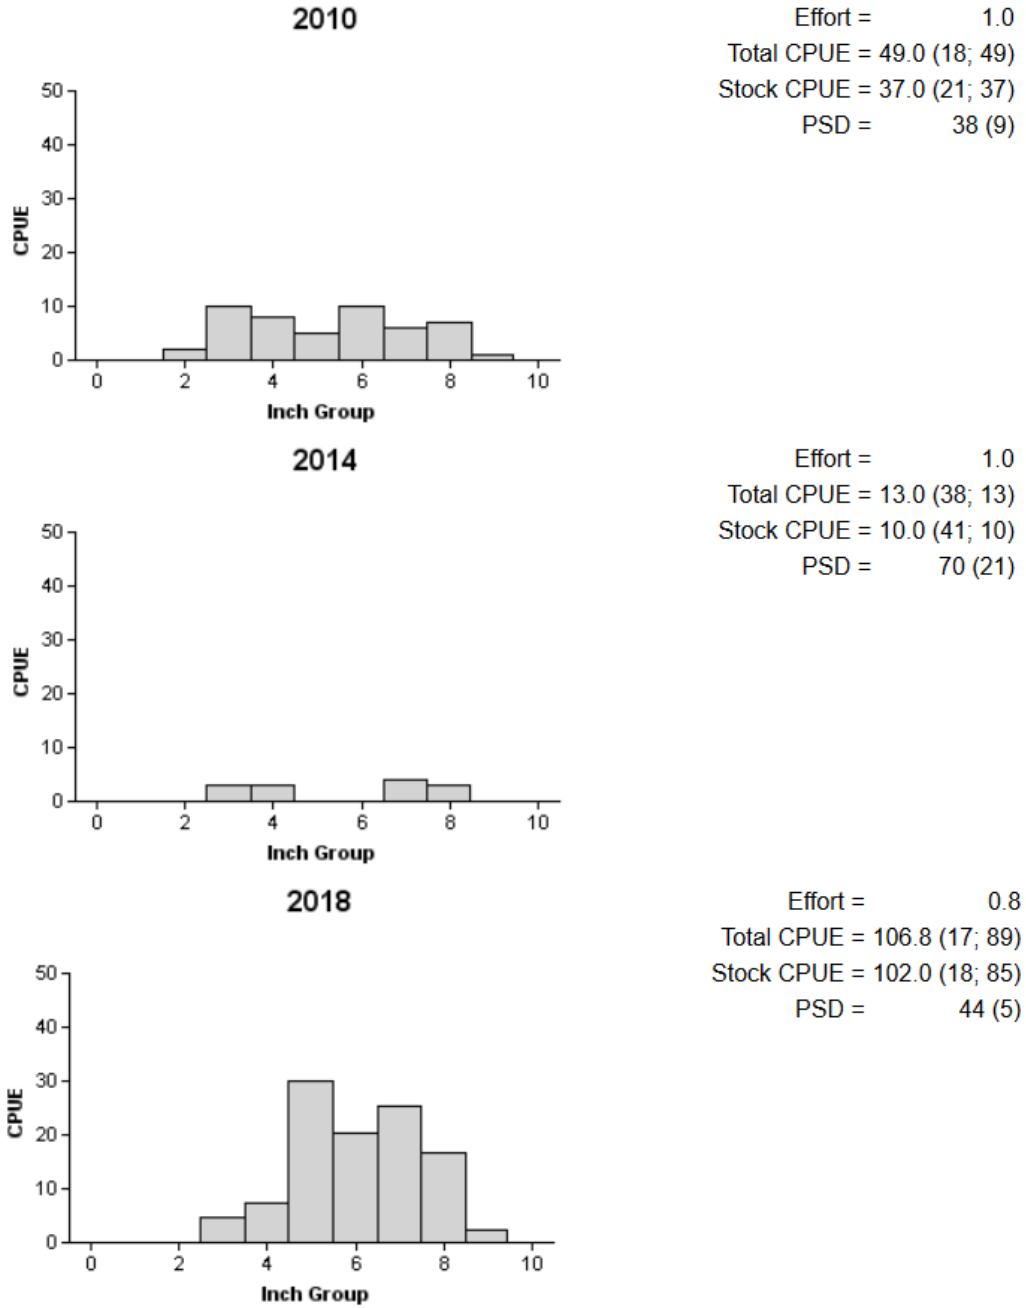 2010
Effort = 1.0
Total CPUE = 49.0 (18; 49)
Stock CPUE = 37.0 (21; 37)
PSD = 38 (9)
50
40
30
20
10
0
CPUE
0 2 4 6 8 10
Inch Group
2014
Effort = 1.0
Total CPUE = 13.0 (38; 13)
Stock CPUE = 10.0 (41; 10)
PSD = 70 (21)
50
40
30
20
10
0
CPUE
0 2 4 6 8 10
Inch Group
2018
Effort = 0.8
Total CPUE = 106.8 (17; 89)
Stock CPUE = 102.0 (18; 85)
PSD = 44 (5)
50
40
30
20
10
0
CPUE
0 2 4 6 8 10
Inch Group